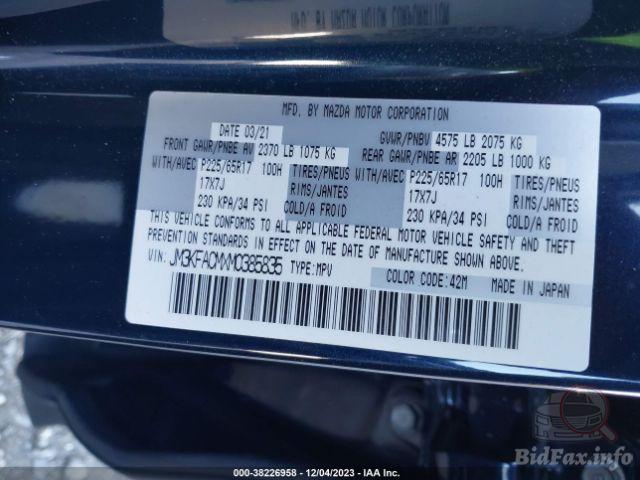 MFD. BY MAZDA MOTOR CORPORATION
DATE 03/21 GVWR/PNBV 4575 LB 2075 KG
FRONT GAWR/PNBE AV 2370 LB 1075 KG REAR GAWR/PNBE AR 2205 LB 1000 KG
WITH/AVEC P225/65R17 100H TIRES/PNEUS WITH/AVEC P225/65R17 100H TIRES/PNEUS
17X7J RIMS/JANTES 17X7J RIMS/JANTES
230 KPA/34 PSI COLD/A FROID 230 KPA/34 PSI COLD/A FROID
THIS VEHICLE CONFORMS TO ALL APPLICABLE FEDERAL MOTOR VEHICLE SAFETY AND THEFT
PREVENTION STANDARDS IN EFFECT ON THE DATE OF MANUFACTURE SHOWN ABOVE.
VIN: TYPE:MPV
COLOR CODE:42M MADE IN JAPAN
BidFax.info
000-38226958 - 12/04/2023 - IAA Inc.